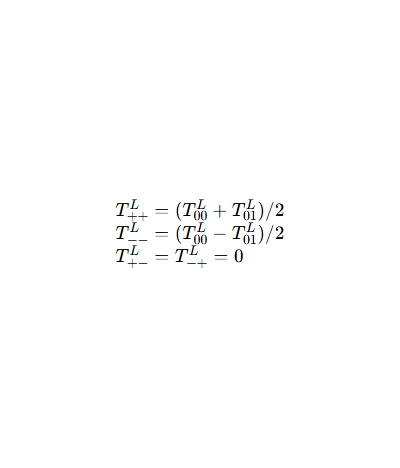 T^L_{++} = (T^L_{00} + T^L_{01})/2
T^L_{--} = (T^L_{00} - T^L_{01})/2
T^L_{+-} = T^L_{-+} = 0